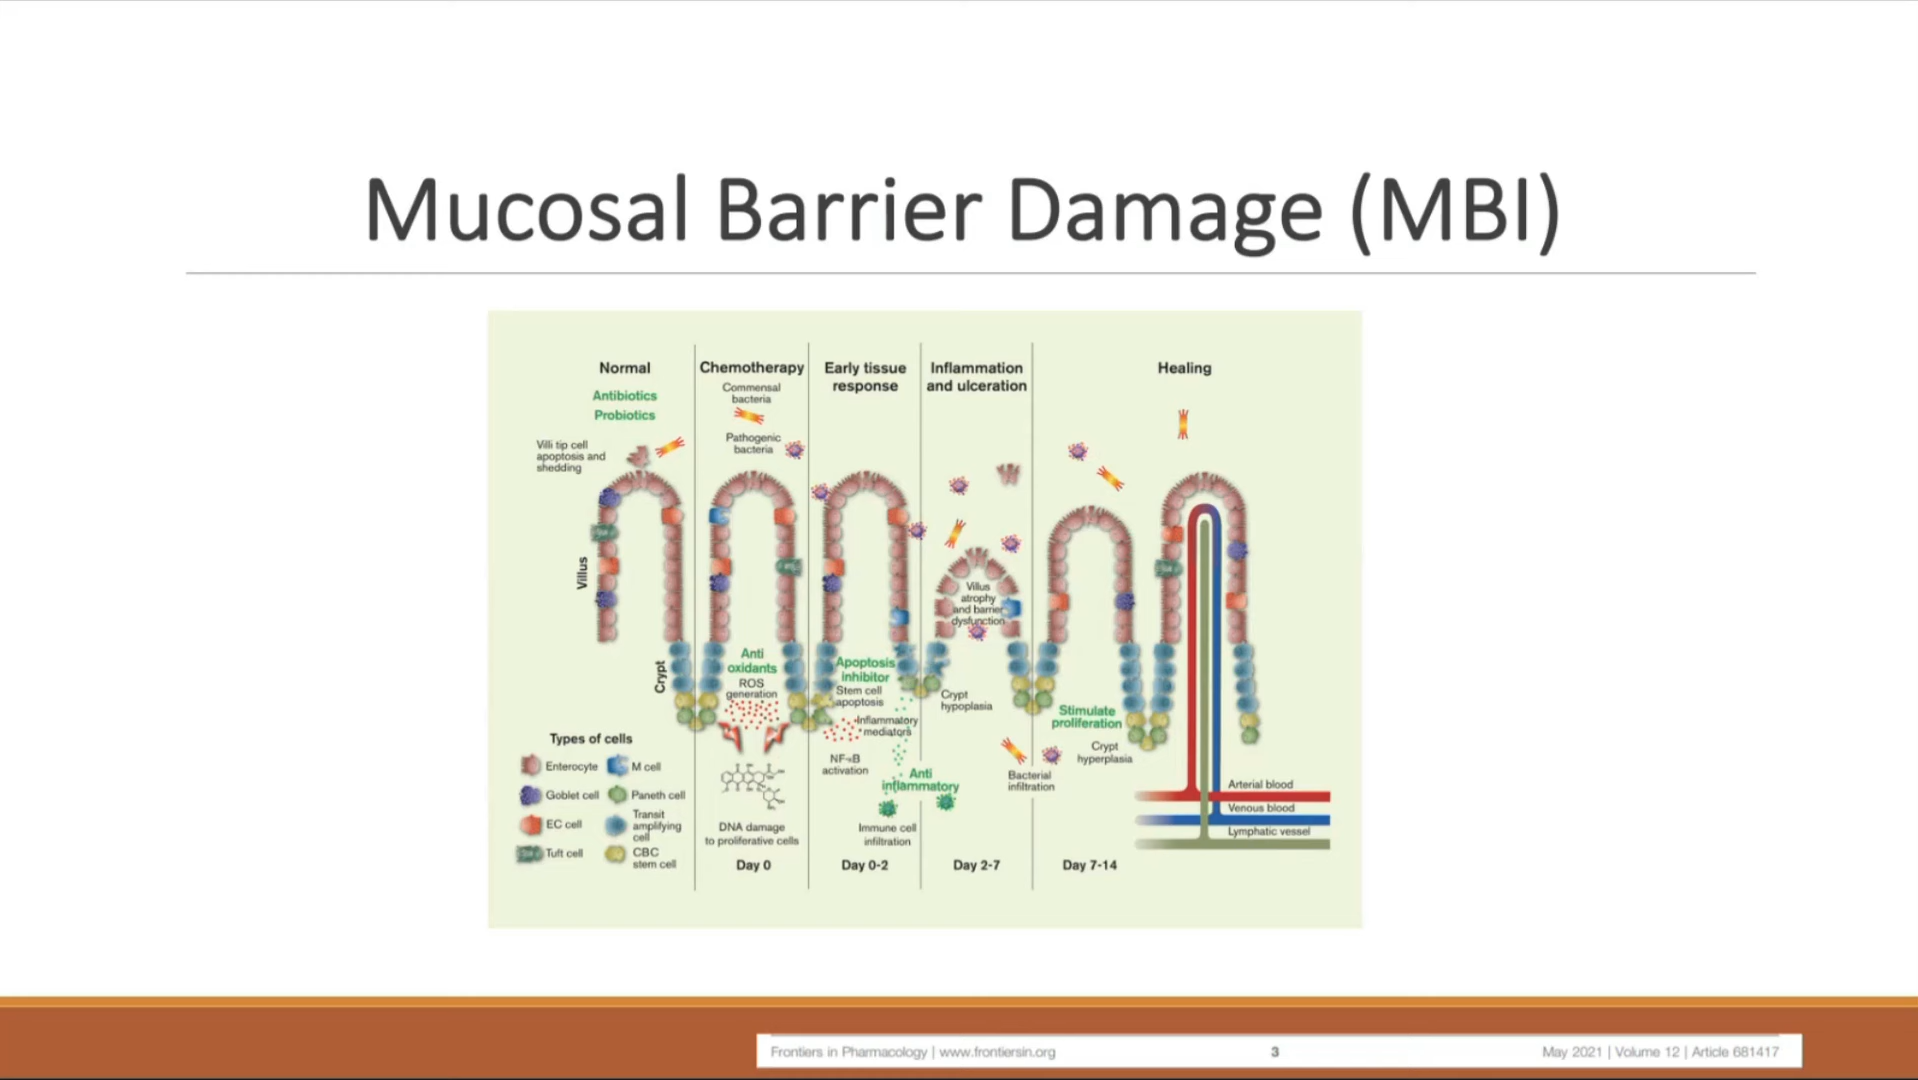 Mucosal Barrier Damage (MBI)
Normal
Antibiotics
Probiotics
Villi tip cell
apoptosis and
shedding
Villus
Crypt
Types of cells
Enterocyte
M cell
Goblet cell
Paneth cell
EC cell
Transit
amplifying
cell
Tuft cell
CBC
stem cell
Chemotherapy
Commensal
bacteria
Pathogenic
bacteria
Anti
oxidants
ROS
generation
DNA damage
to proliferative cells
Day 0
Early tissue
response
Apoptosis
inhibitor
Stem cell
apoptosis
Inflammatory
mediators
NF-κB
activation
Anti
inflammatory
Immune cell
infiltration
Day 0-2
Inflammation
and ulceration
Villus
atrophy
and barrier
dysfunction
Crypt
hypoplasia
Bacterial
infiltration
Day 2-7
Healing
Stimulate
proliferation
Crypt
hyperplasia
Day 7-14
Arterial blood
Venous blood
Lymphatic vessel
Frontiers in Pharmacology | www.frontiersin.org
3
May 2021 | Volume 12 | Article 681417